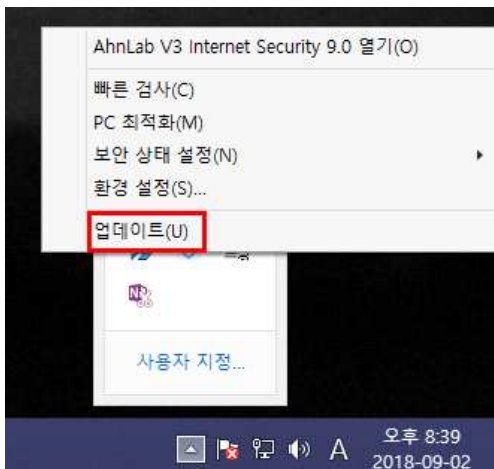 AhnLab V3 Internet Security 9.0 열기(O)
빠른 검사(C)
PC 최적화(M)
보안 상태 설정(N)
환경 설정(S)...
업데이트(U)
사용자 지정...
A
오후 8:39
2018-09-02